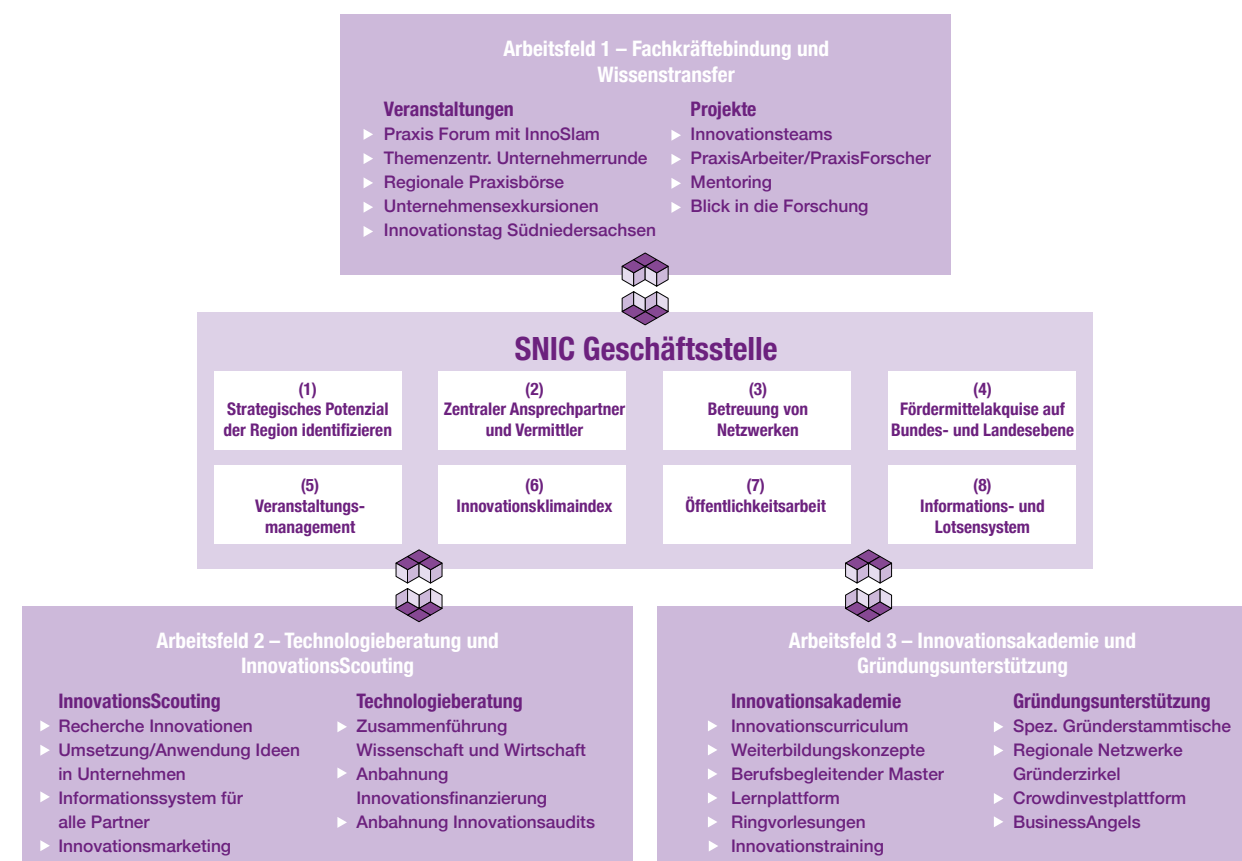 Arbeitsfeld 1 – Fachkräftebindung und
Wissenstransfer
Veranstaltungen
Praxis Forum mit InnoSlam
Themenzentr. Unternehmerrunde
Regionale Praxisbörse
Unternehmensexkursionen
Innovationstag Südniedersachsen
Projekte
Innovationsteams
PraxisArbeiter/PraxisForscher
Mentoring
Blick in die Forschung
SNIC Geschäftsstelle
(1)
Strategisches Potenzial
der Region identifizieren
(2)
Zentraler Ansprechpartner
und Vermittler
(3)
Betreuung von
Netzwerken
(4)
Fördermittelakquise auf
Bundes- und Landesebene
(5)
Veranstaltungs-
management
(6)
Innovationsklimaindex
(7)
Öffentlichkeitsarbeit
(8)
Informations- und
Lotsensystem
Arbeitsfeld 2 – Technologieberatung und
InnovationsScouting
InnovationsScouting
Recherche Innovationen
Umsetzung/Anwendung Ideen
in Unternehmen
Informationssystem für
alle Partner
Innovationsmarketing
Technologieberatung
Zusammenführung
Wissenschaft und Wirtschaft
Anbahnung
Innovationsfinanzierung
Anbahnung Innovationsaudits
Arbeitsfeld 3 – Innovationsakademie und
Gründungsunterstützung
Innovationsakademie
Innovationscurriculum
Weiterbildungskonzepte
Berufsbegleitender Master
Lernplattform
Ringvorlesungen
Innovationstraining
Gründungsunterstützung
Spez. Gründerstammtische
Regionale Netzwerke
Gründerzirkel
Crowdinvestplattform
BusinessAngels